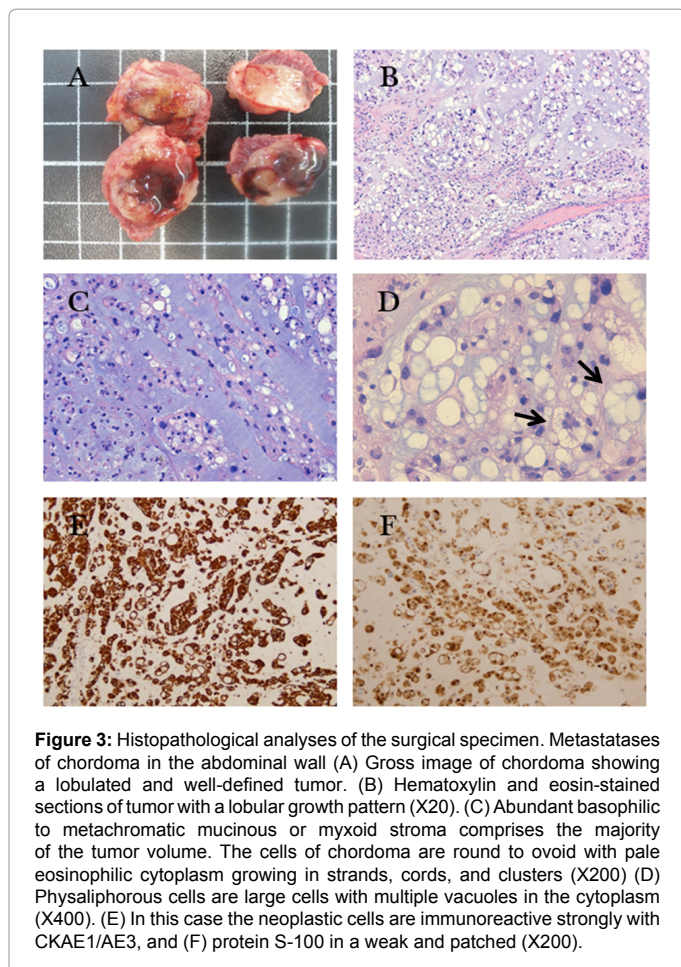 A
B
C
D
E
F
Figure 3: Histopathological analyses of the surgical specimen. Metastatases
of chordoma in the abdominal wall (A) Gross image of chordoma showing
a lobulated and well-defined tumor. (B) Hematoxylin and eosin-stained
sections of tumor with a lobular growth pattern (X20). (C) Abundant basophilic
to metachromatic mucinous or myxoid stroma comprises the majority
of the tumor volume. The cells of chordoma are round to ovoid with pale
eosinophilic cytoplasm growing in strands, cords, and clusters (X200) (D)
Physaliphorous cells are large cells with multiple vacuoles in the cytoplasm
(X400). (E) In this case the neoplastic cells are immunoreactive strongly with
CKAE1/AE3, and (F) protein S-100 in a weak and patched (X200).